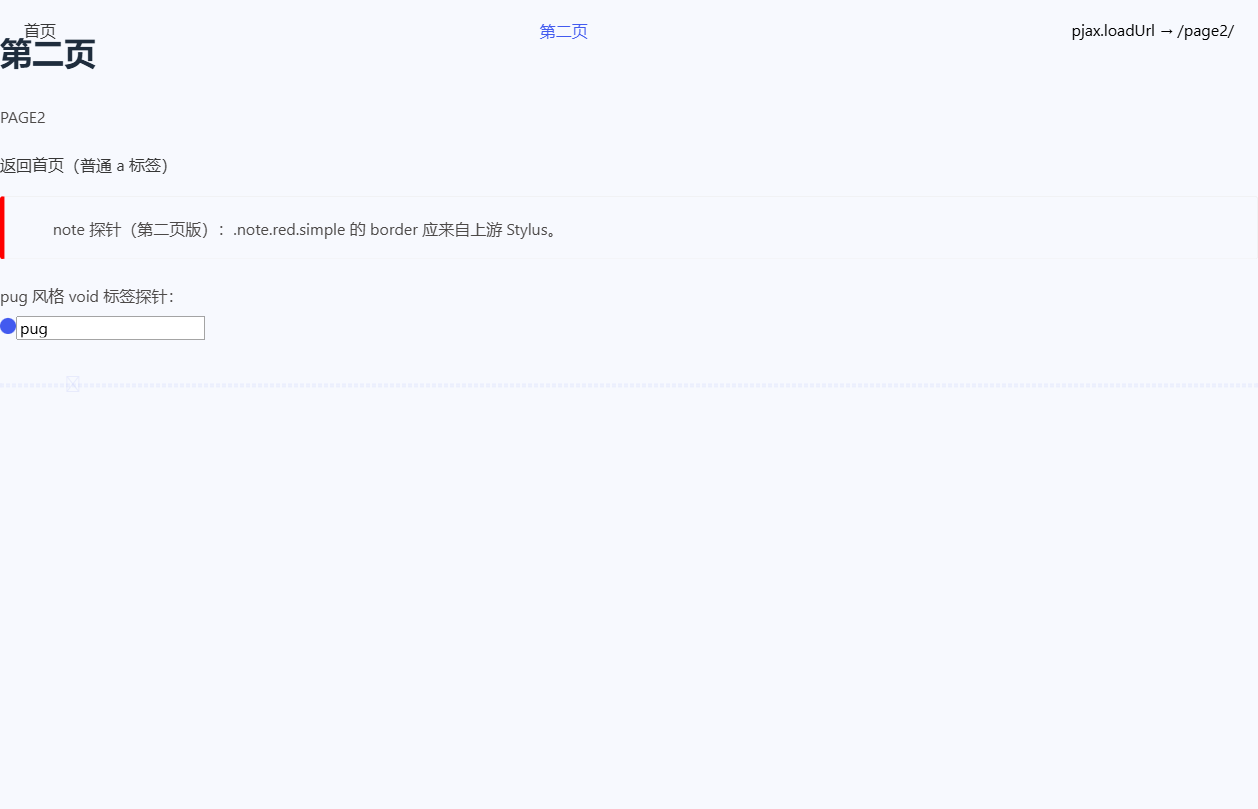 首页
第二页
pjax.loadUrl → /page2/
第二页
PAGE2
返回首页（普通 a 标签）
note 探针（第二页版）：.note.red.simple 的 border 应来自上游 Stylus。
pug 风格 void 标签探针：
pug